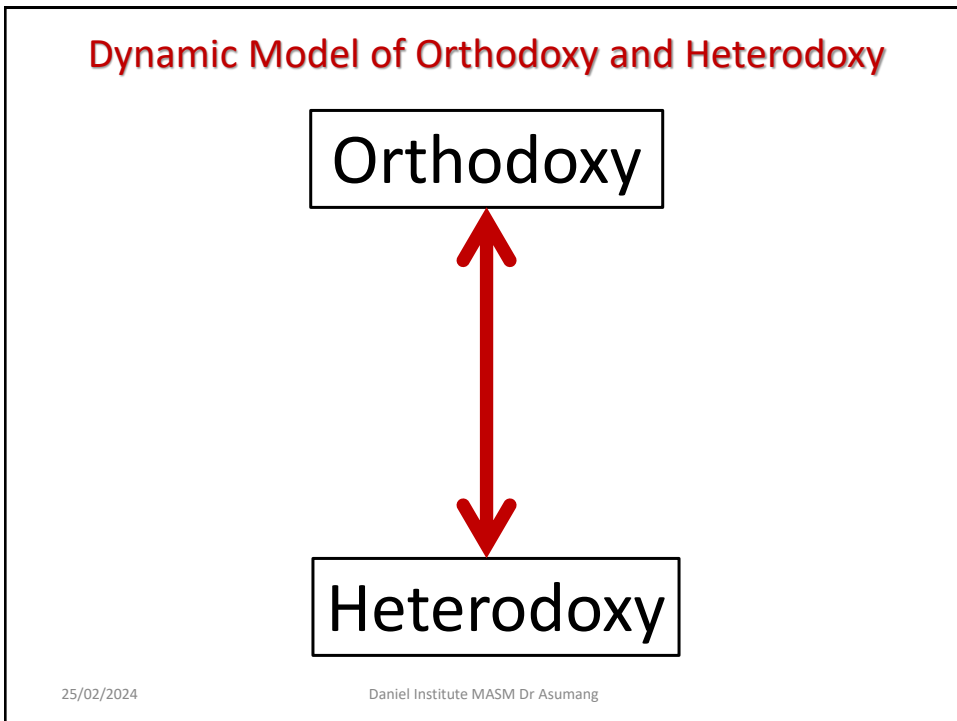 Dynamic Model of Orthodoxy and Heterodoxy
Orthodoxy
Heterodoxy
25/02/2024
Daniel Institute MASM Dr Asumang